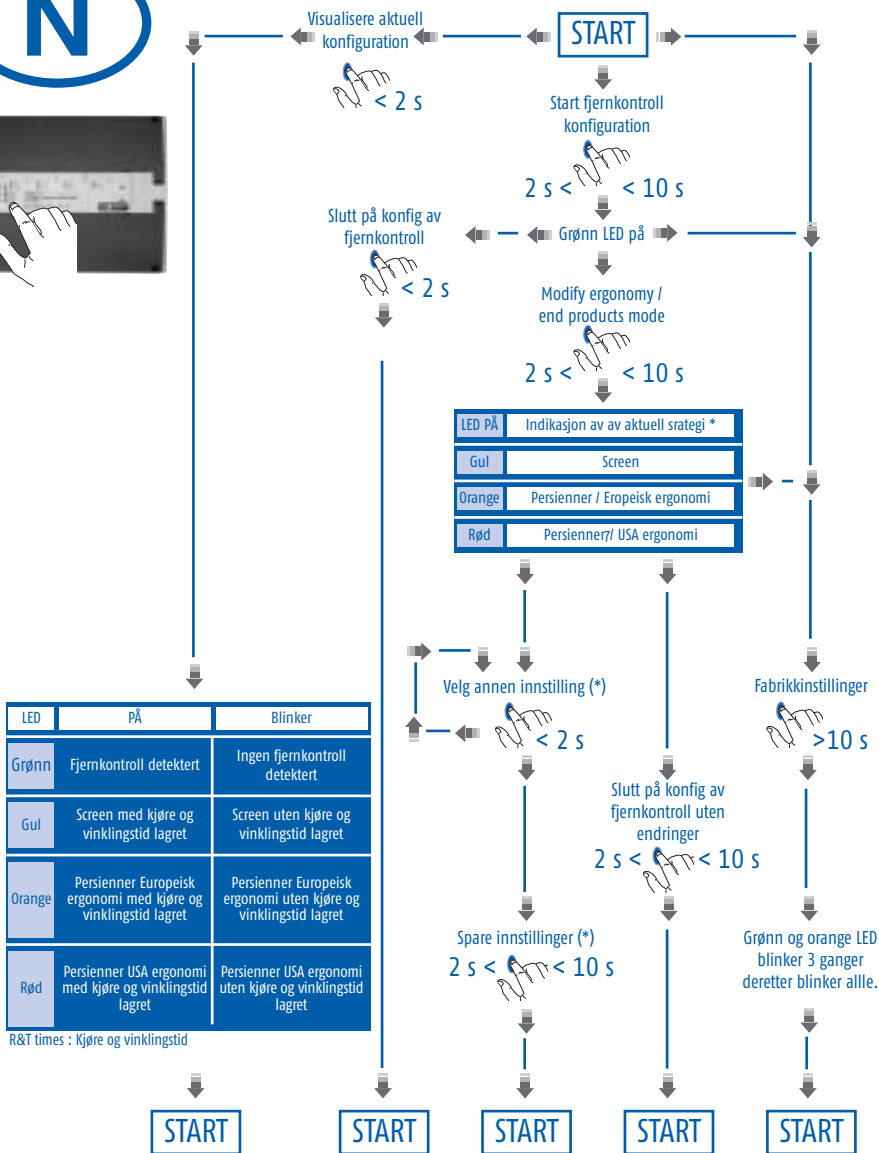 N
START
Visualisere aktuell
konfiguration
< 2 s
Start fjernkontroll
konfiguration
2 s < < 10 s
Slutt på konfig av
fjernkontroll
< 2 s
Grønn LED på
Modify ergonomy /
end products mode
2 s < < 10 s
LED PÅ Indikasjon av av aktuell srategi *
Gul Screen
Orange Persienner / Eropeisk ergonomi
Rød Persienner7/ USA ergonomi
Velg annen innstilling (*)
< 2 s
Fabrikkinstillinger
>10 s
LED PÅ Blinker
Grønn Fjernkontroll detektert Ingen fjernkontroll
detektert
Gul Screen med kjøre og Screen uten kjøre og
vinklingstid lagret vinklingstid lagret
Orange Persienner Europeisk Persienner Europeisk
ergonomi med kjøre og ergonomi uten kjøre og
vinklingstid lagret vinklingstid lagret
Rød Persienner USA ergonomi Persienner USA ergonomi
med kjøre og vinklingstid uten kjøre og vinklingstid
lagret lagret
R&T times : Kjøre og vinklingstid
Slutt på konfig av
fjernkontroll uten
endringer
2 s < < 10 s
Spare innstillinger (*)
2 s < < 10 s
Grønn og orange LED
blinker 3 ganger
deretter blinker allle.
START START START START START